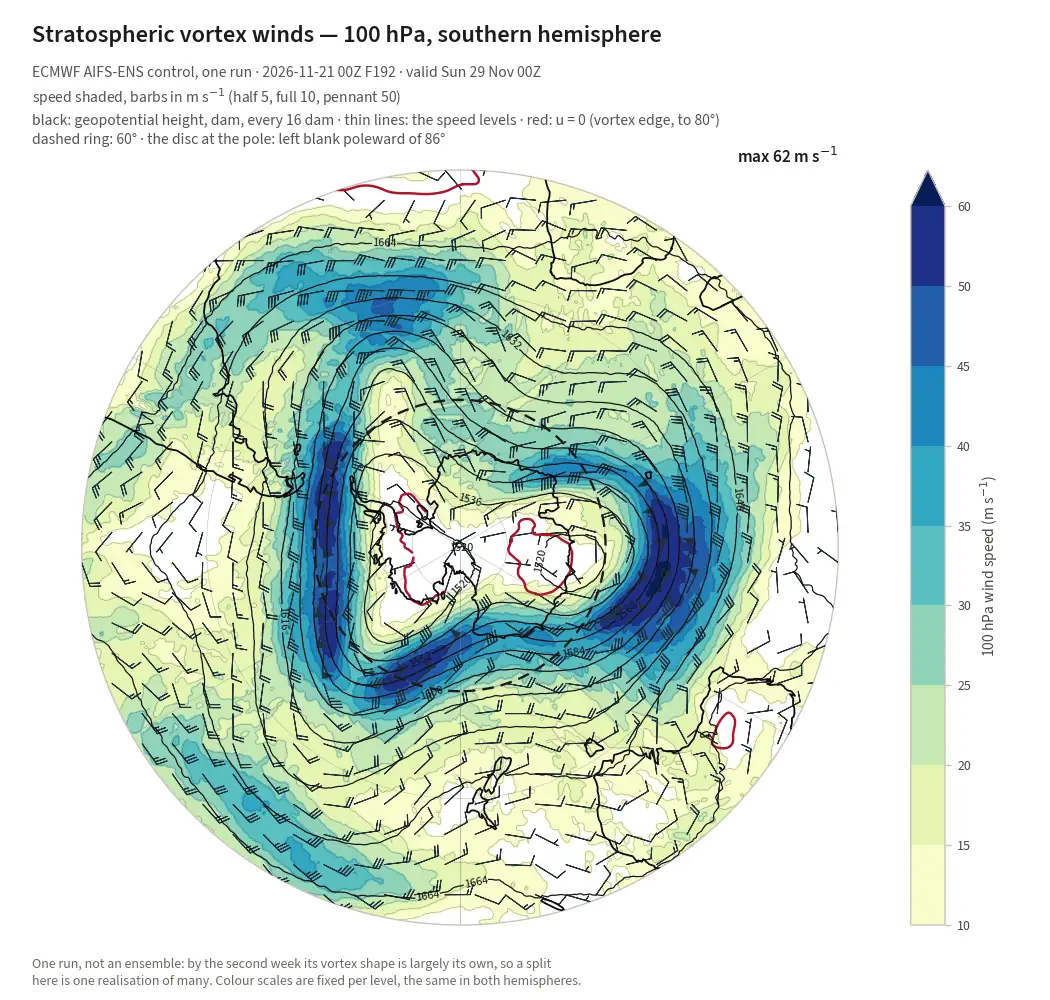 Stratospheric vortex winds — 100 hPa, southern hemisphere
ECMWF AIFS-ENS control, one run · 2026-11-21 00Z F192 · valid Sun 29 Nov 00Z
speed shaded, barbs in m s⁻¹ (half 5, full 10, pennant 50)
black: geopotential height, dam, every 16 dam · thin lines: the speed levels · red: u = 0 (vortex edge, to 80°)
dashed ring: 60° · the disc at the pole: left blank poleward of 86°
max 62 m s⁻¹
1664
1632
1648
1536
1520
1520
1520
1616
1584
1600
1664
1664
60
50
45
40
35
30
25
20
15
10
100 hPa wind speed (m s⁻¹)
One run, not an ensemble: by the second week its vortex shape is largely its own, so a split
here is one realisation of many. Colour scales are fixed per level, the same in both hemispheres.